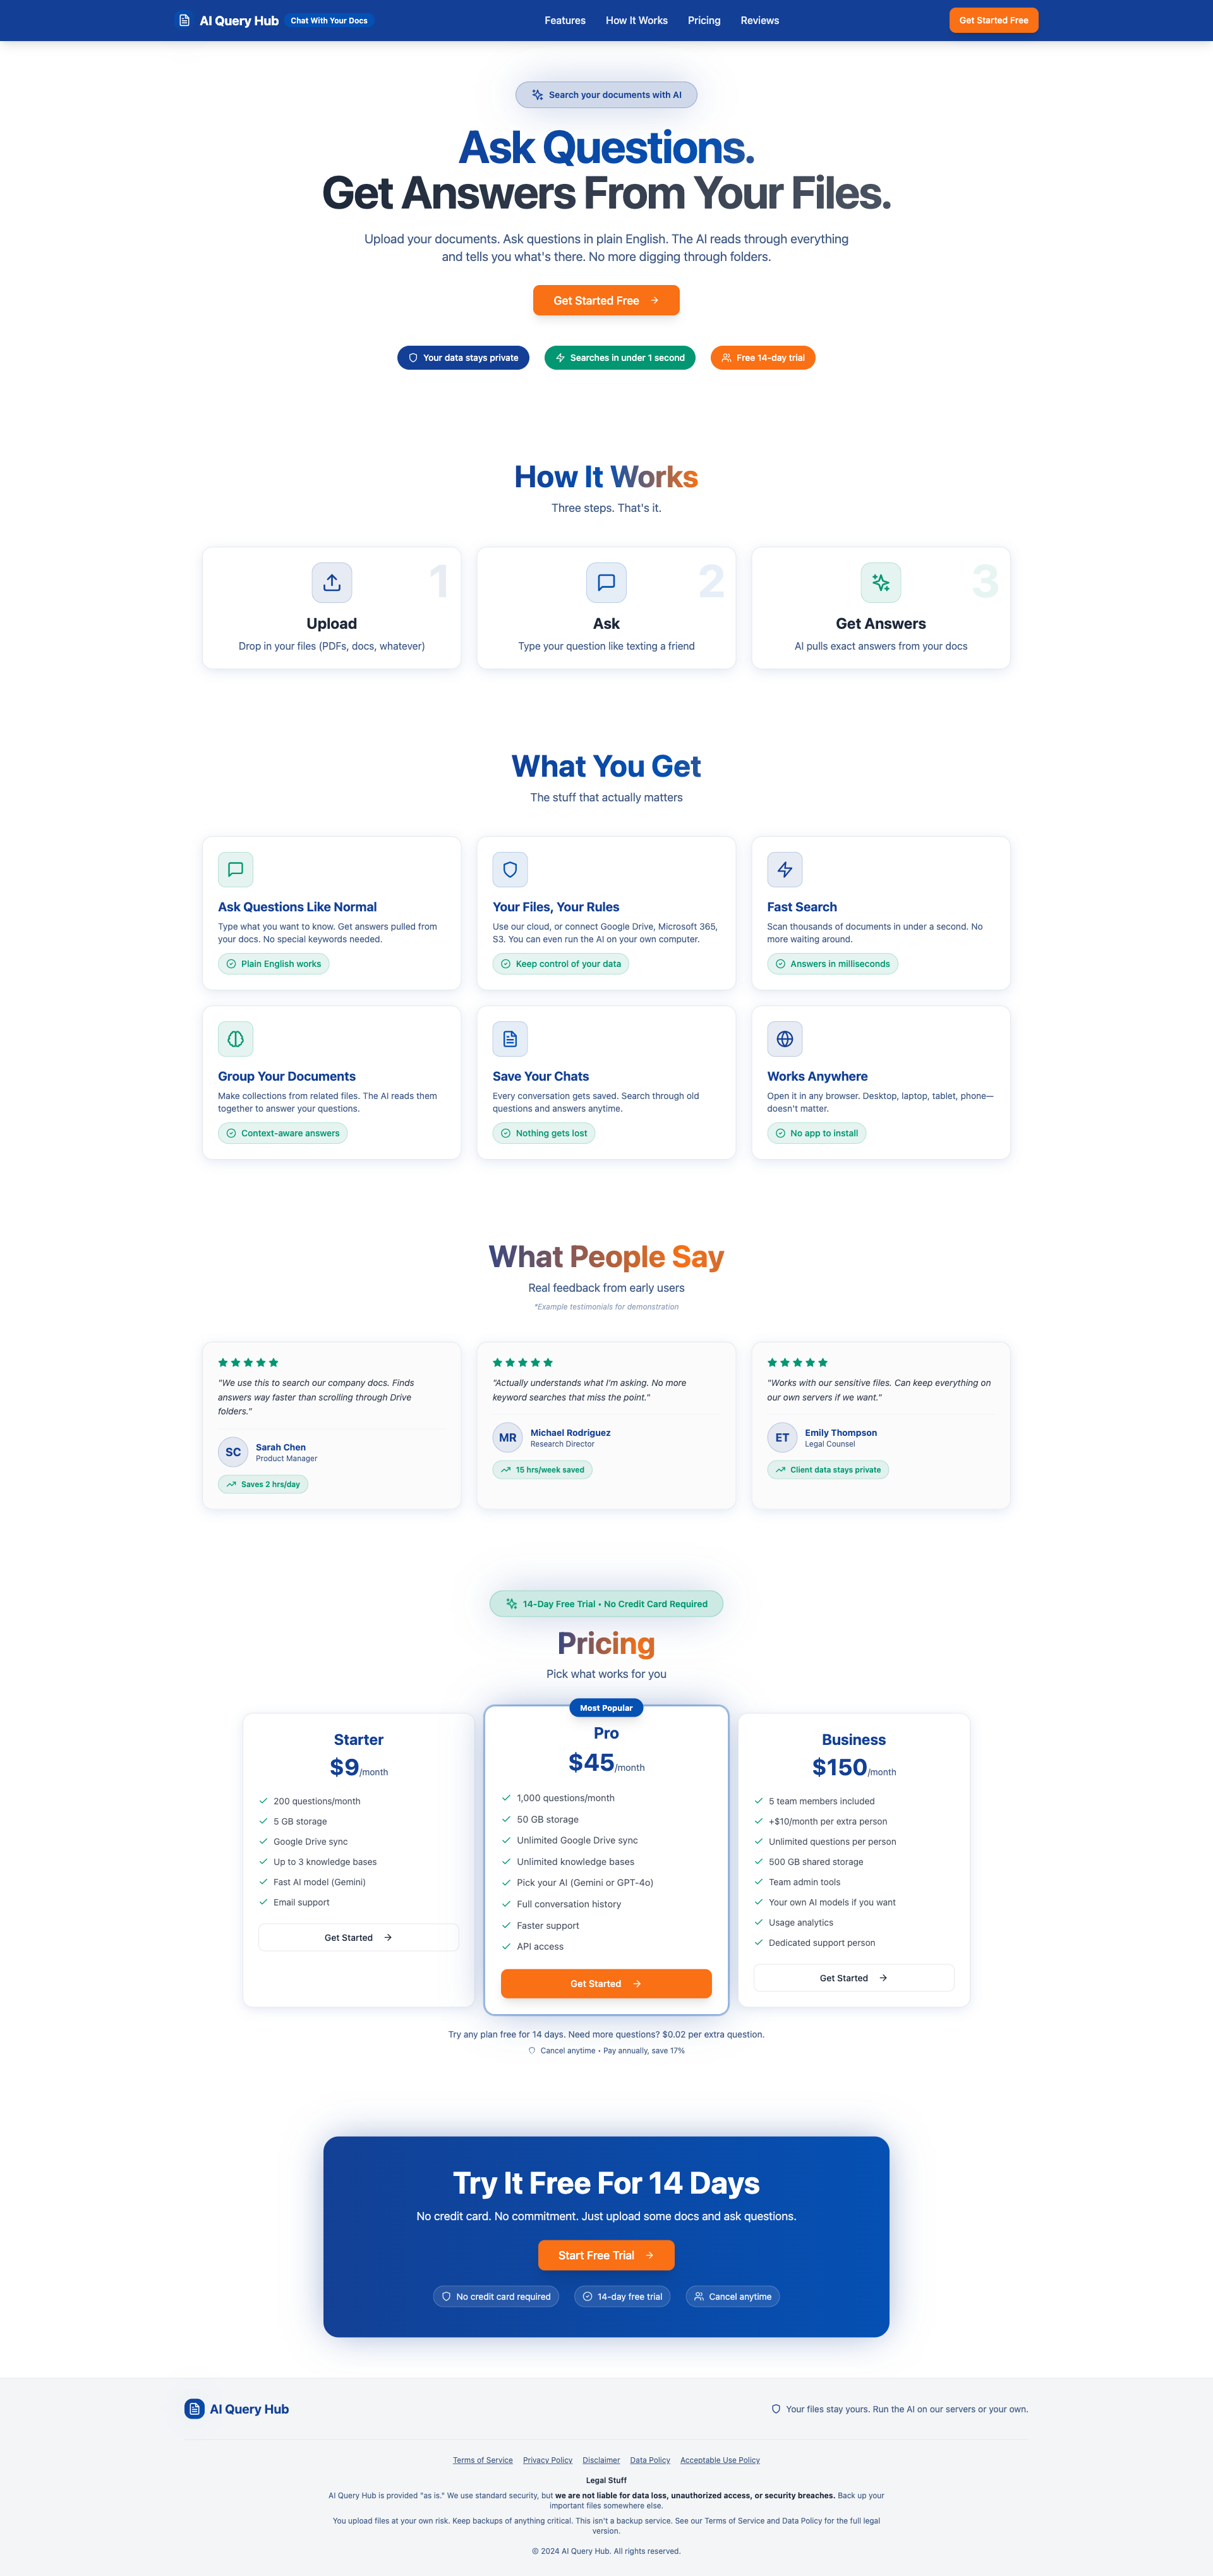 AI Query Hub
Chat With Your Docs
Features
How It Works
Pricing
Reviews
Get Started Free
Search your documents with AI
Ask Questions.
Get Answers From Your Files.
Upload your documents. Ask questions in plain English. The AI reads through everything
and tells you what's there. No more digging through folders.
Get Started Free
Your data stays private
Searches in under 1 second
Free 14-day trial
How It Works
Three steps. That's it.
1
Upload
Drop in your files (PDFs, docs, whatever)
2
Ask
Type your question like texting a friend
3
Get Answers
AI pulls exact answers from your docs
What You Get
The stuff that actually matters
Ask Questions Like Normal
Type what you want to know. Get answers pulled from
your docs. No special keywords needed.
Plain English works
Your Files, Your Rules
Use our cloud, or connect Google Drive, Microsoft 365,
S3. You can even run the AI on your own computer.
Keep control of your data
Fast Search
Scan thousands of documents in under a second. No
more waiting around.
Answers in milliseconds
Group Your Documents
Make collections from related files. The AI reads them
together to answer your questions.
Context-aware answers
Save Your Chats
Every conversation gets saved. Search through old
questions and answers anytime.
Nothing gets lost
Works Anywhere
Open it in any browser. Desktop, laptop, tablet, phone—
doesn't matter.
No app to install
What People Say
Real feedback from early users
*Example testimonials for demonstration
"We use this to search our company docs. Finds
answers way faster than scrolling through Drive
folders."
SC
Sarah Chen
Product Manager
Saves 2 hrs/day
"Actually understands what I'm asking. No more
keyword searches that miss the point."
MR
Michael Rodriguez
Research Director
15 hrs/week saved
"Works with our sensitive files. Can keep everything on
our own servers if we want."
ET
Emily Thompson
Legal Counsel
Client data stays private
14-Day Free Trial • No Credit Card Required
Pricing
Pick what works for you
Starter
$9/month
200 questions/month
5 GB storage
Google Drive sync
Up to 3 knowledge bases
Fast AI model (Gemini)
Email support
Get Started
Most Popular
Pro
$45/month
1,000 questions/month
50 GB storage
Unlimited Google Drive sync
Unlimited knowledge bases
Pick your AI (Gemini or GPT-4o)
Full conversation history
Faster support
API access
Get Started
Business
$150/month
5 team members included
+$10/month per extra person
Unlimited questions per person
500 GB shared storage
Team admin tools
Your own AI models if you want
Usage analytics
Dedicated support person
Get Started
Try any plan free for 14 days. Need more questions? $0.02 per extra question.
Cancel anytime • Pay annually, save 17%
Try It Free For 14 Days
No credit card. No commitment. Just upload some docs and ask questions.
Start Free Trial
No credit card required
14-day free trial
Cancel anytime
AI Query Hub
Your files stay yours. Run the AI on our servers or your own.
Terms of Service
Privacy Policy
Disclaimer
Data Policy
Acceptable Use Policy
Legal Stuff
AI Query Hub is provided "as is." We use standard security, but we are not liable for data loss, unauthorized access, or security breaches. Back up your
important files somewhere else.
You upload files at your own risk. Keep backups of anything critical. This isn't a backup service. See our Terms of Service and Data Policy for the full legal
version.
© 2024 AI Query Hub. All rights reserved.